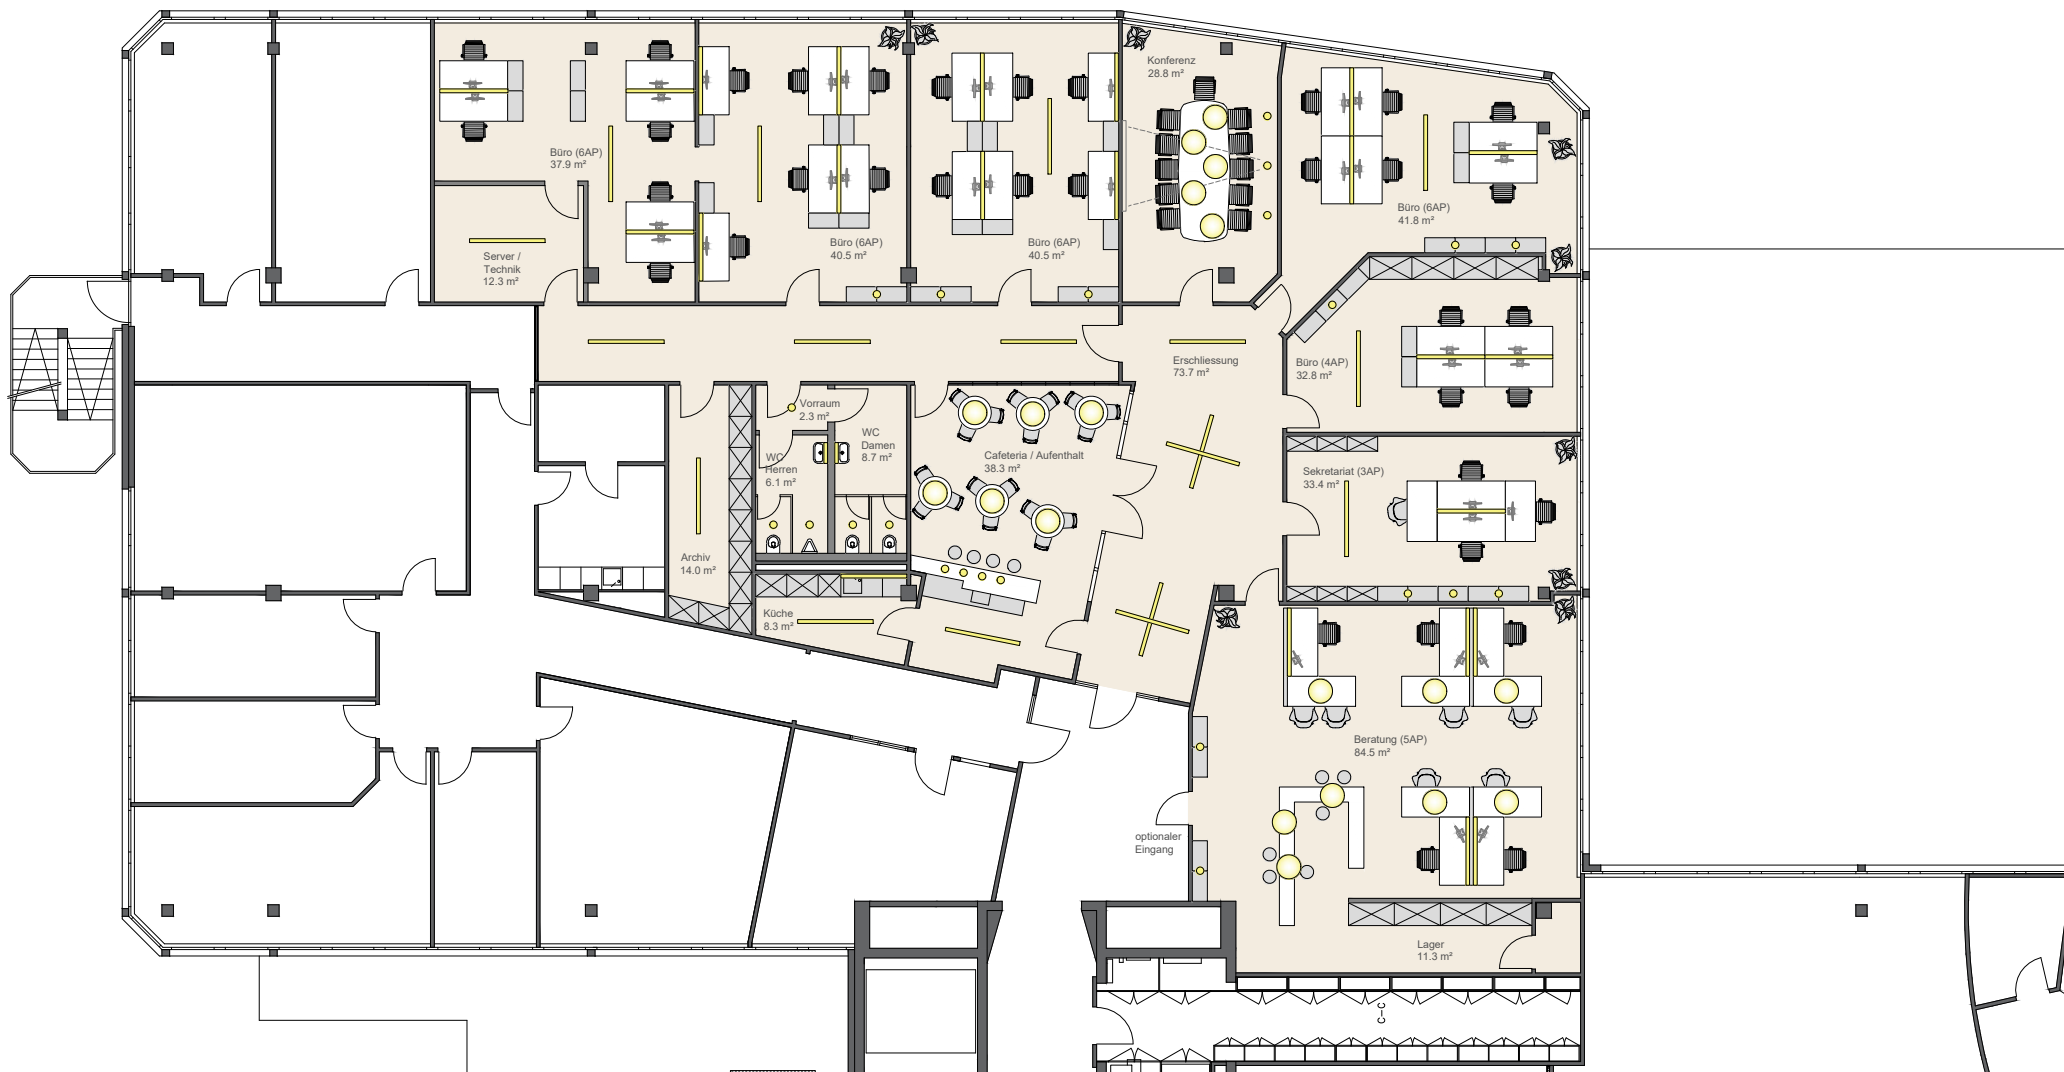 Konferenz
28.8 m²
Büro (6AP)
37.9 m²
Büro (6AP)
41.8 m²
Server /
Technik
12.3 m²
Büro (6AP)
40.5 m²
Büro (6AP)
40.5 m²
Erschliessung
73.7 m²
Büro (4AP)
32.8 m²
Vorraum
2.3 m²
WC
Damen
8.7 m²
WC
Herren
6.1 m²
Cafeteria / Aufenthalt
38.3 m²
Sekretariat (3AP)
33.4 m²
Archiv
14.0 m²
Küche
8.3 m²
Beratung (5AP)
84.5 m²
optionaler
Eingang
Lager
11.3 m²
C-C